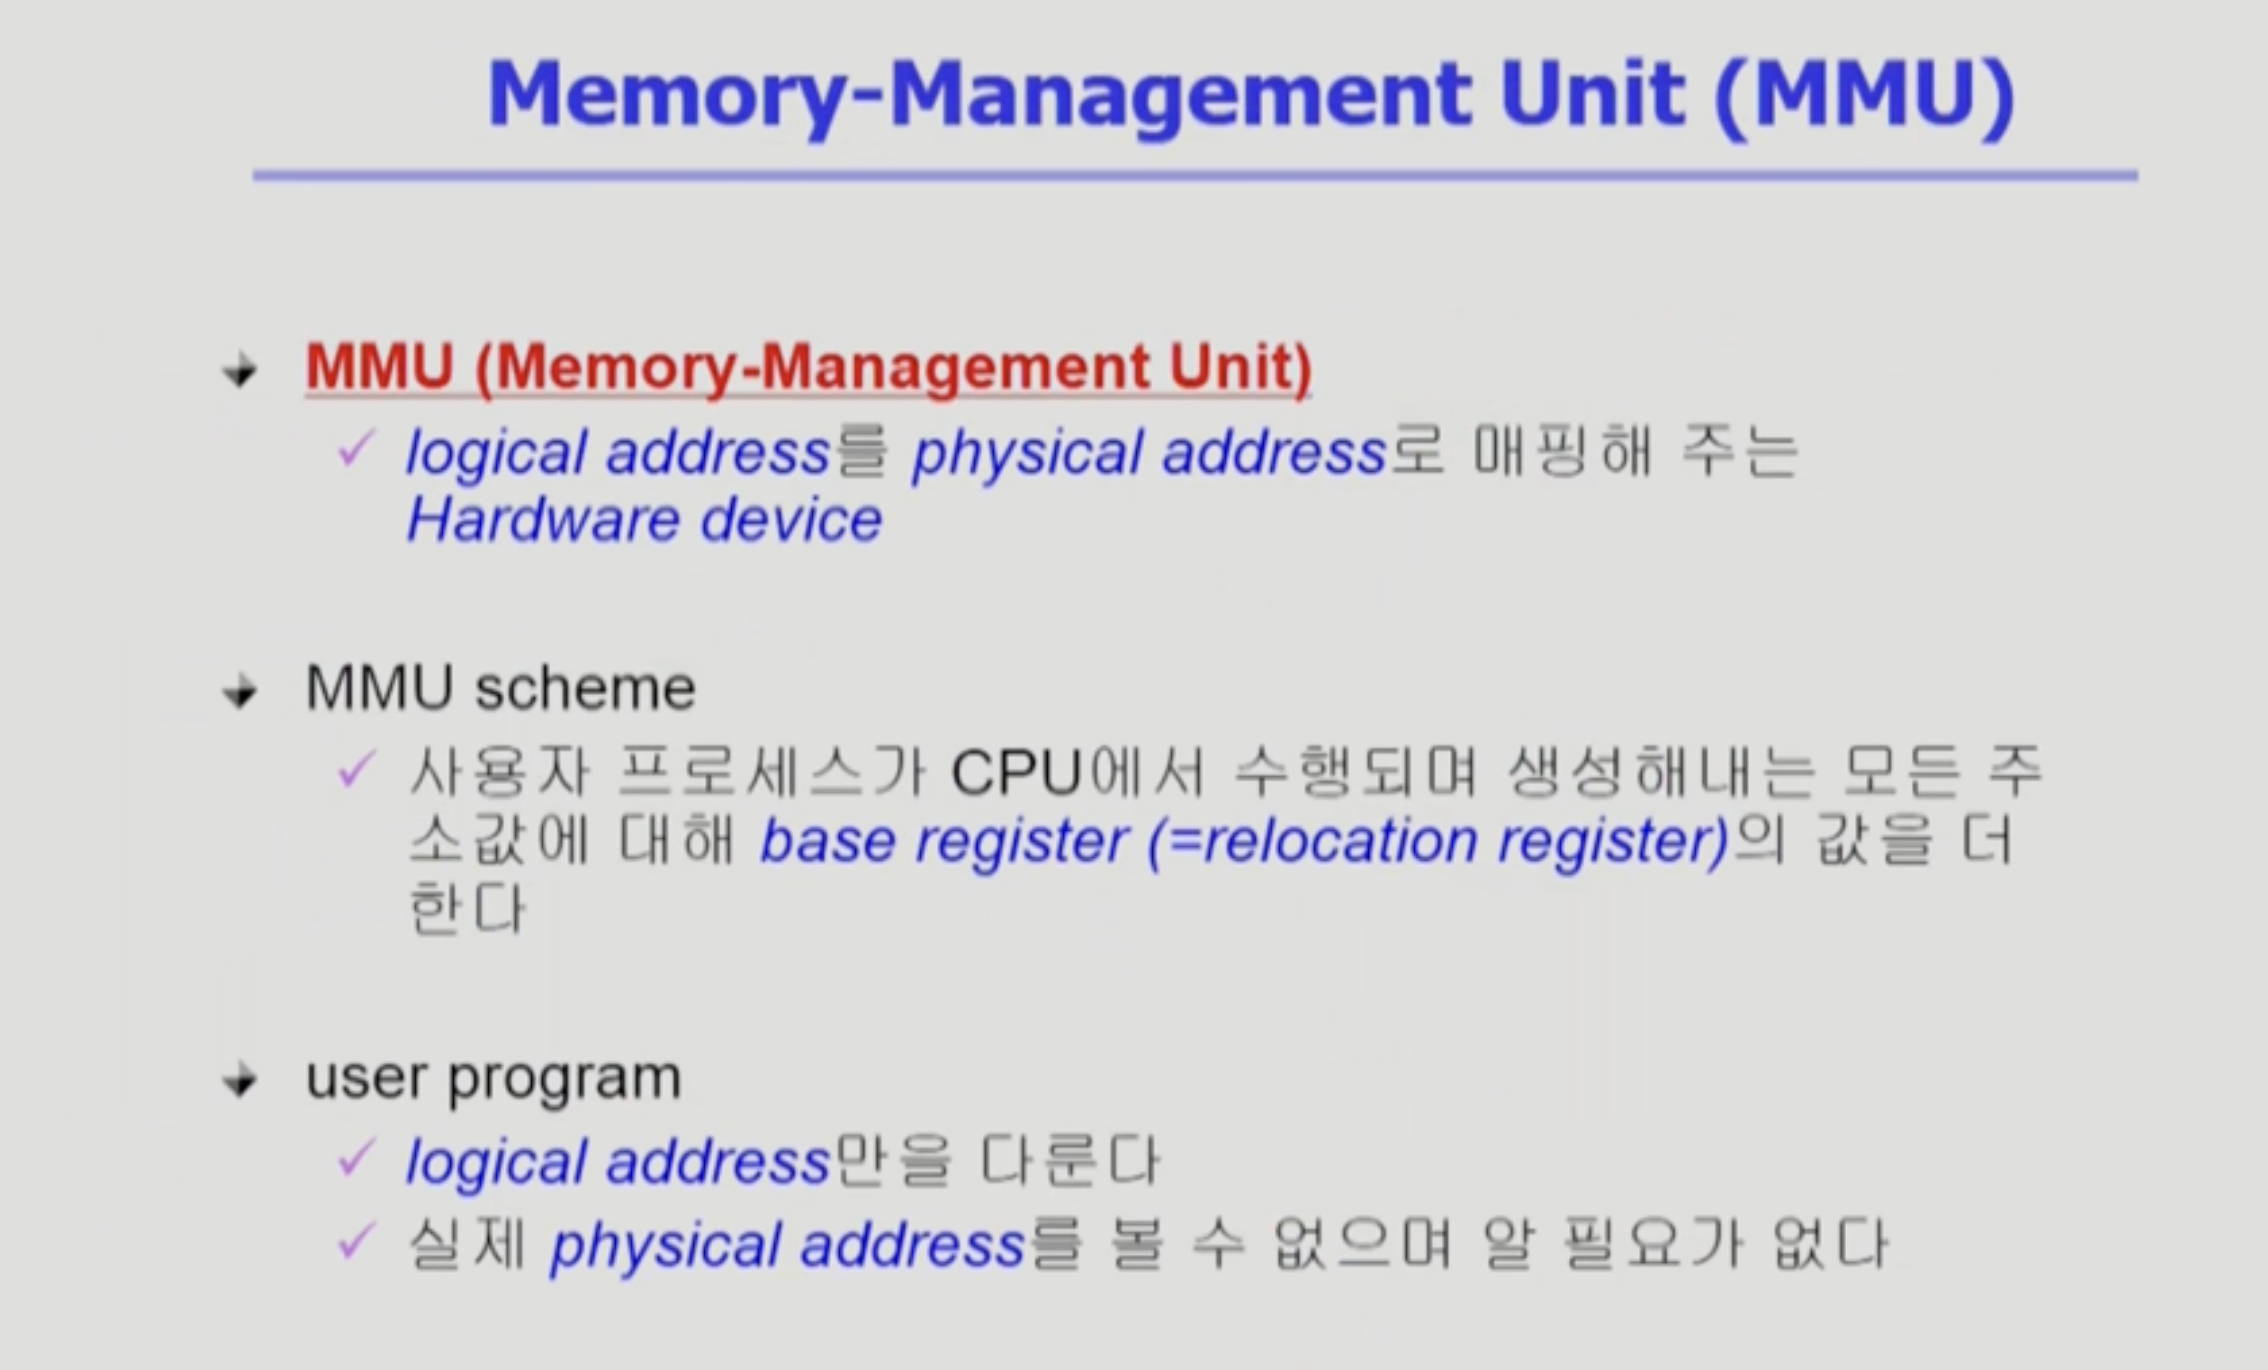 Memory-Management Unit (MMU)
MMU (Memory-Management Unit)
logical address를 physical address로 매핑해 주는
Hardware device
MMU scheme
사용자 프로세스가 CPU에서 수행되며 생성해내는 모든 주
소값에 대해 base register (=relocation register)의 값을 더
한다
user program
logical address만을 다룬다
실제 physical address를 볼 수 없으며 알 필요가 없다